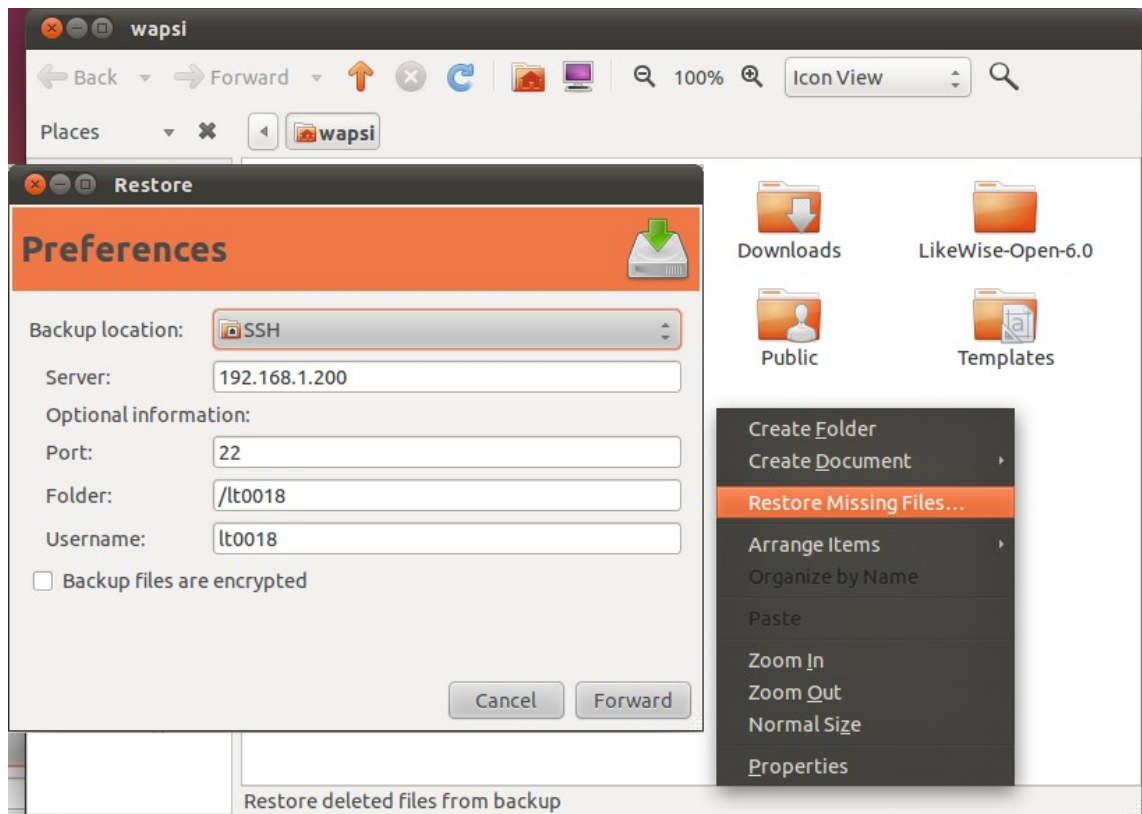 wapsi
Back Forward 100% Icon View
Places wapsi
Restore
Preferences
Backup location: SSH
Server: 192.168.1.200
Optional information:
Port: 22
Folder: /lt0018
Username: lt0018
Backup files are encrypted
Cancel Forward
Downloads LikeWise-Open-6.0
Public Templates
Create Folder
Create Document
Restore Missing Files...
Arrange Items
Organize by Name
Paste
Zoom In
Zoom Out
Normal Size
Properties
Restore deleted files from backup